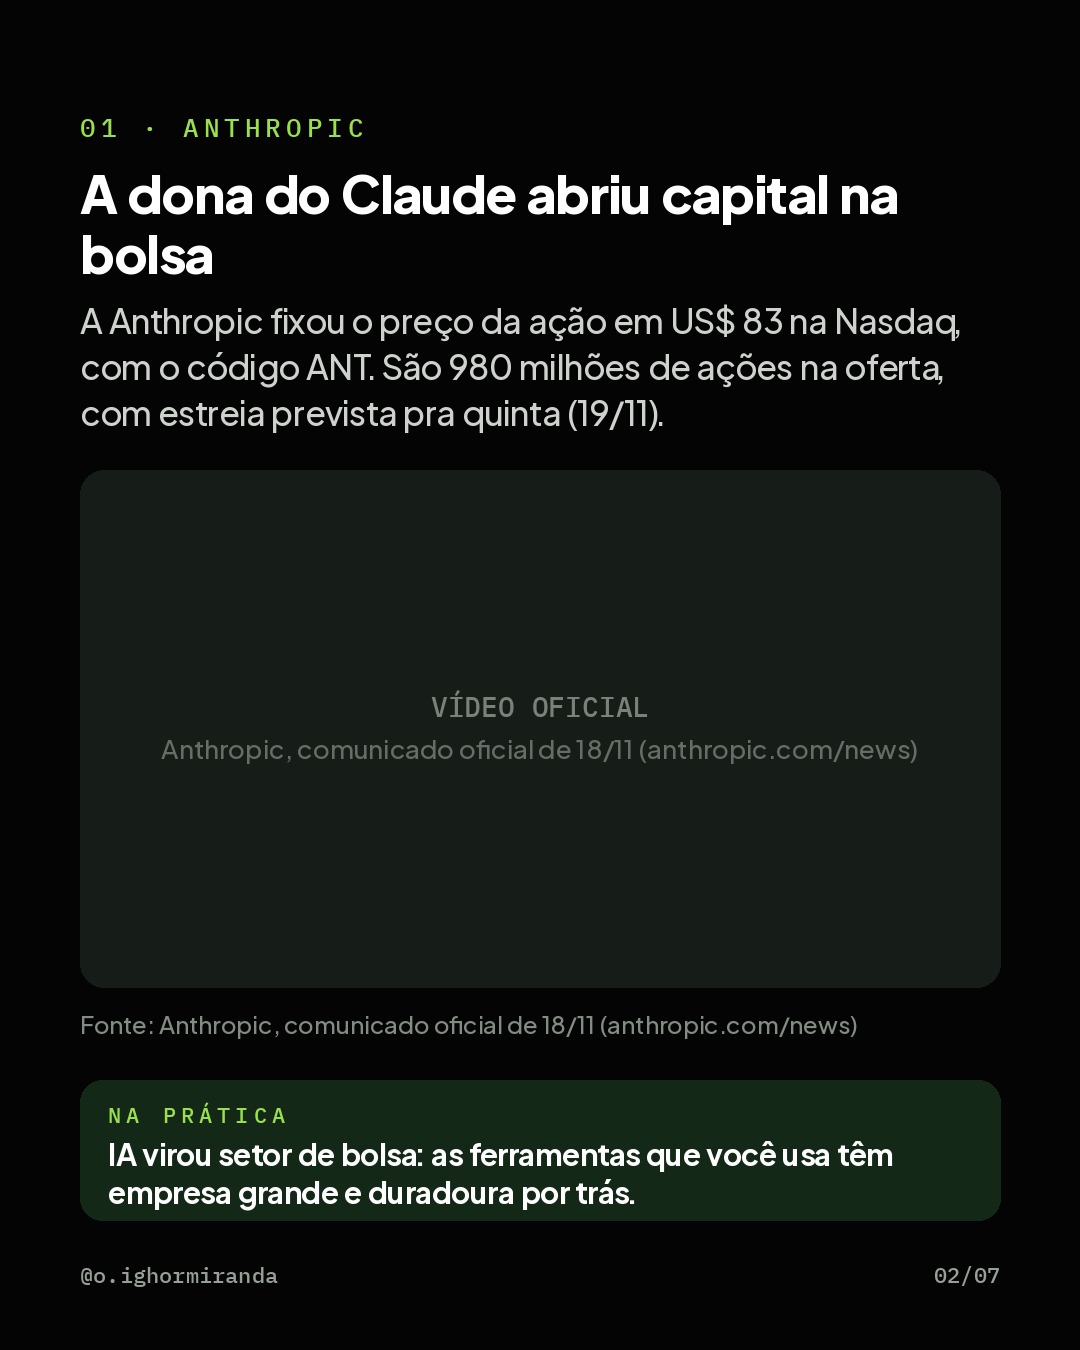 01 · ANTHROPIC
A dona do Claude abriu capital na
bolsa
A Anthropic fixou o preço da ação em US$ 83 na Nasdaq,
com o código ANT. São 980 milhões de ações na oferta,
com estreia prevista pra quinta (19/11).
VÍDEO OFICIAL
Anthropic, comunicado oficial de 18/11 (anthropic.com/news)
Fonte: Anthropic, comunicado oficial de 18/11 (anthropic.com/news)
NA PRÁTICA
IA virou setor de bolsa: as ferramentas que você usa têm
empresa grande e duradoura por trás.
@o.ighormiranda
02/07